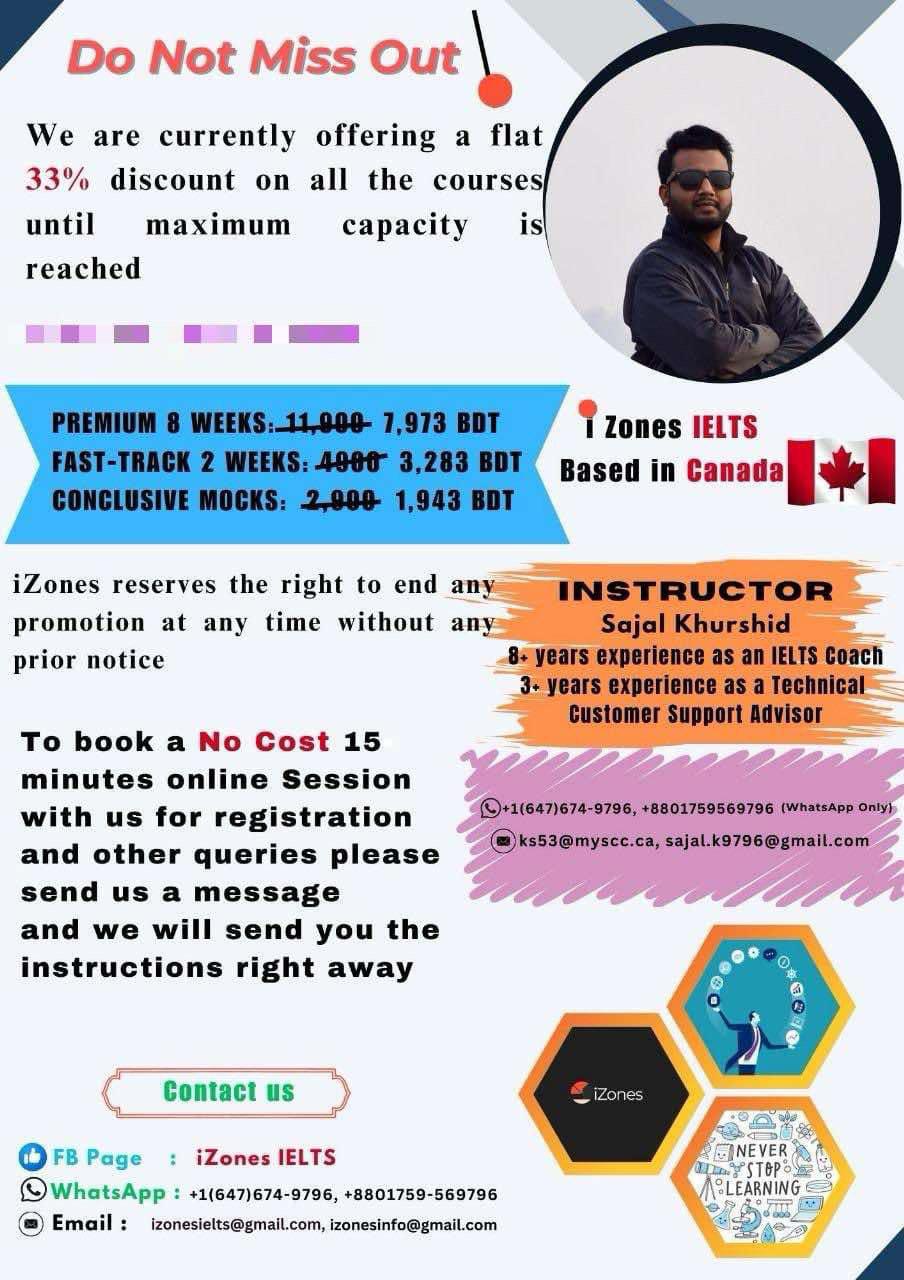 Do Not Miss Out
We are currently offering a flat
33% discount on all the courses
until maximum capacity is
reached
PREMIUM 8 WEEKS: 11,900 7,973 BDT
FAST-TRACK 2 WEEKS: 4900 3,283 BDT
CONCLUSIVE MOCKS: 2,900 1,943 BDT
i Zones IELTS
Based in Canada
iZones reserves the right to end any
promotion at any time without any
prior notice
INSTRUCTOR
Sajal Khurshid
8+ years experience as an IELTS Coach
3+ years experience as a Technical
Customer Support Advisor
To book a No Cost 15
minutes online Session
with us for registration
and other queries please
send us a message
and we will send you the
instructions right away
+1(647)674-9796, +8801759569796 (WhatsApp Only)
ks53@myscc.ca, sajal.k9796@gmail.com
iZones
NEVER
STOP
LEARNING
Contact us
FB Page : iZones IELTS
WhatsApp : +1(647)674-9796, +8801759-569796
Email : izonesielts@gmail.com, izonesinfo@gmail.com